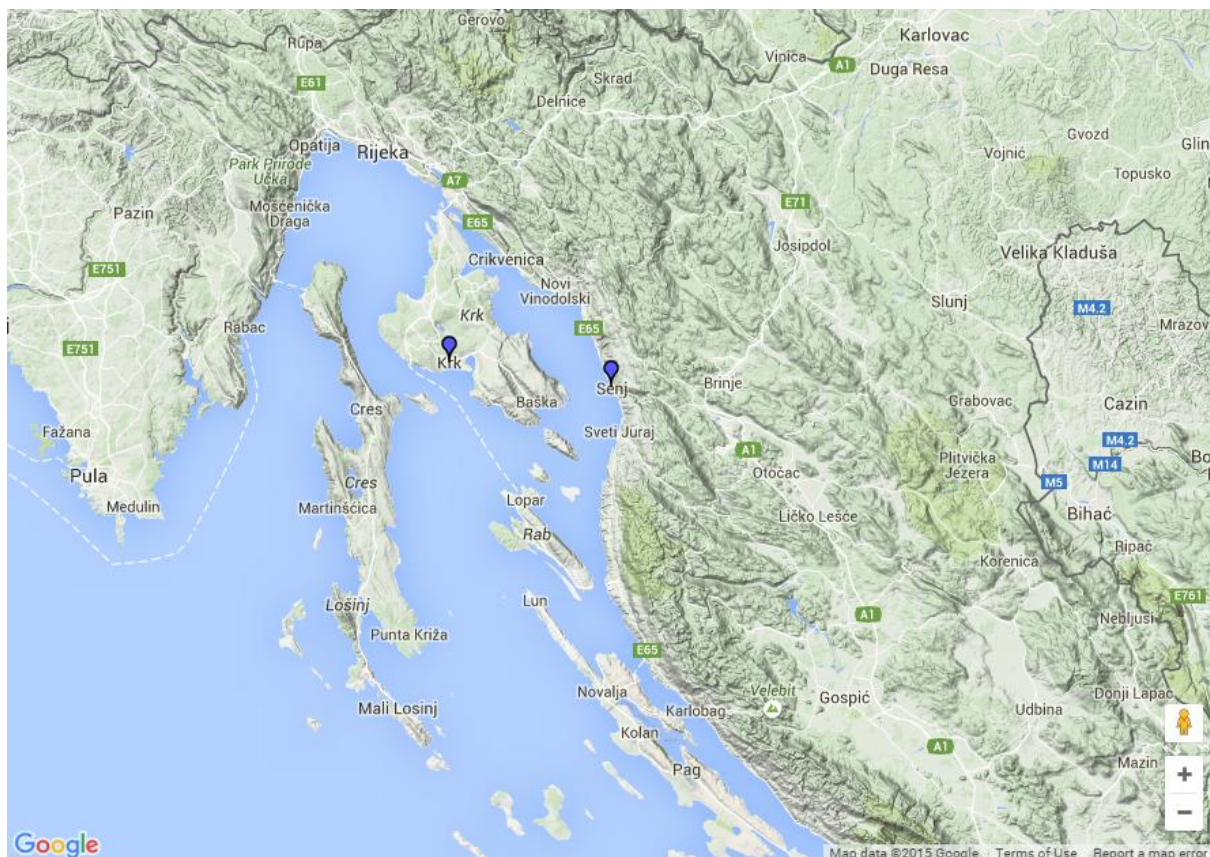 Gerovo
Karlovac
Rupa
Vinica
A1
Duga Resa
E61
Skrad
Delnice
Gvozd
Opatija
Rijeka
Vojnić
Glin
Park Prirode
Učka
A7
Topusko
Pazin
Mošćenička
Draga
E71
E65
Josipdol
Velika Kladuša
Crikvenica
E751
Novi
Vinodolski
Slunj
M4.2
Krk
Mrazov
Rabac
E65
E751
Krk
Senj
Brinje
Baška
Grabovac
Cres
Cazin
Fažana
Sveti Juraj
M4.2
A1
Plitvička
Jezera
M14
Pula
Otočac
M5
Cres
Lopar
Medulin
Martinšćica
Ličko Lešće
Bihać
Rab
Ripač
Korenica
E761
Lun
Lošinj
A1
Nebljusi
Punta Križa
E65
Novalja
Velebit
Gospić
Donji Lapac
Mali Losinj
Karlobag
Udbina
Kolan
A1
Pag
Mazin
+
−
Google
Map data ©2015 Google
Terms of Use
Report a map error